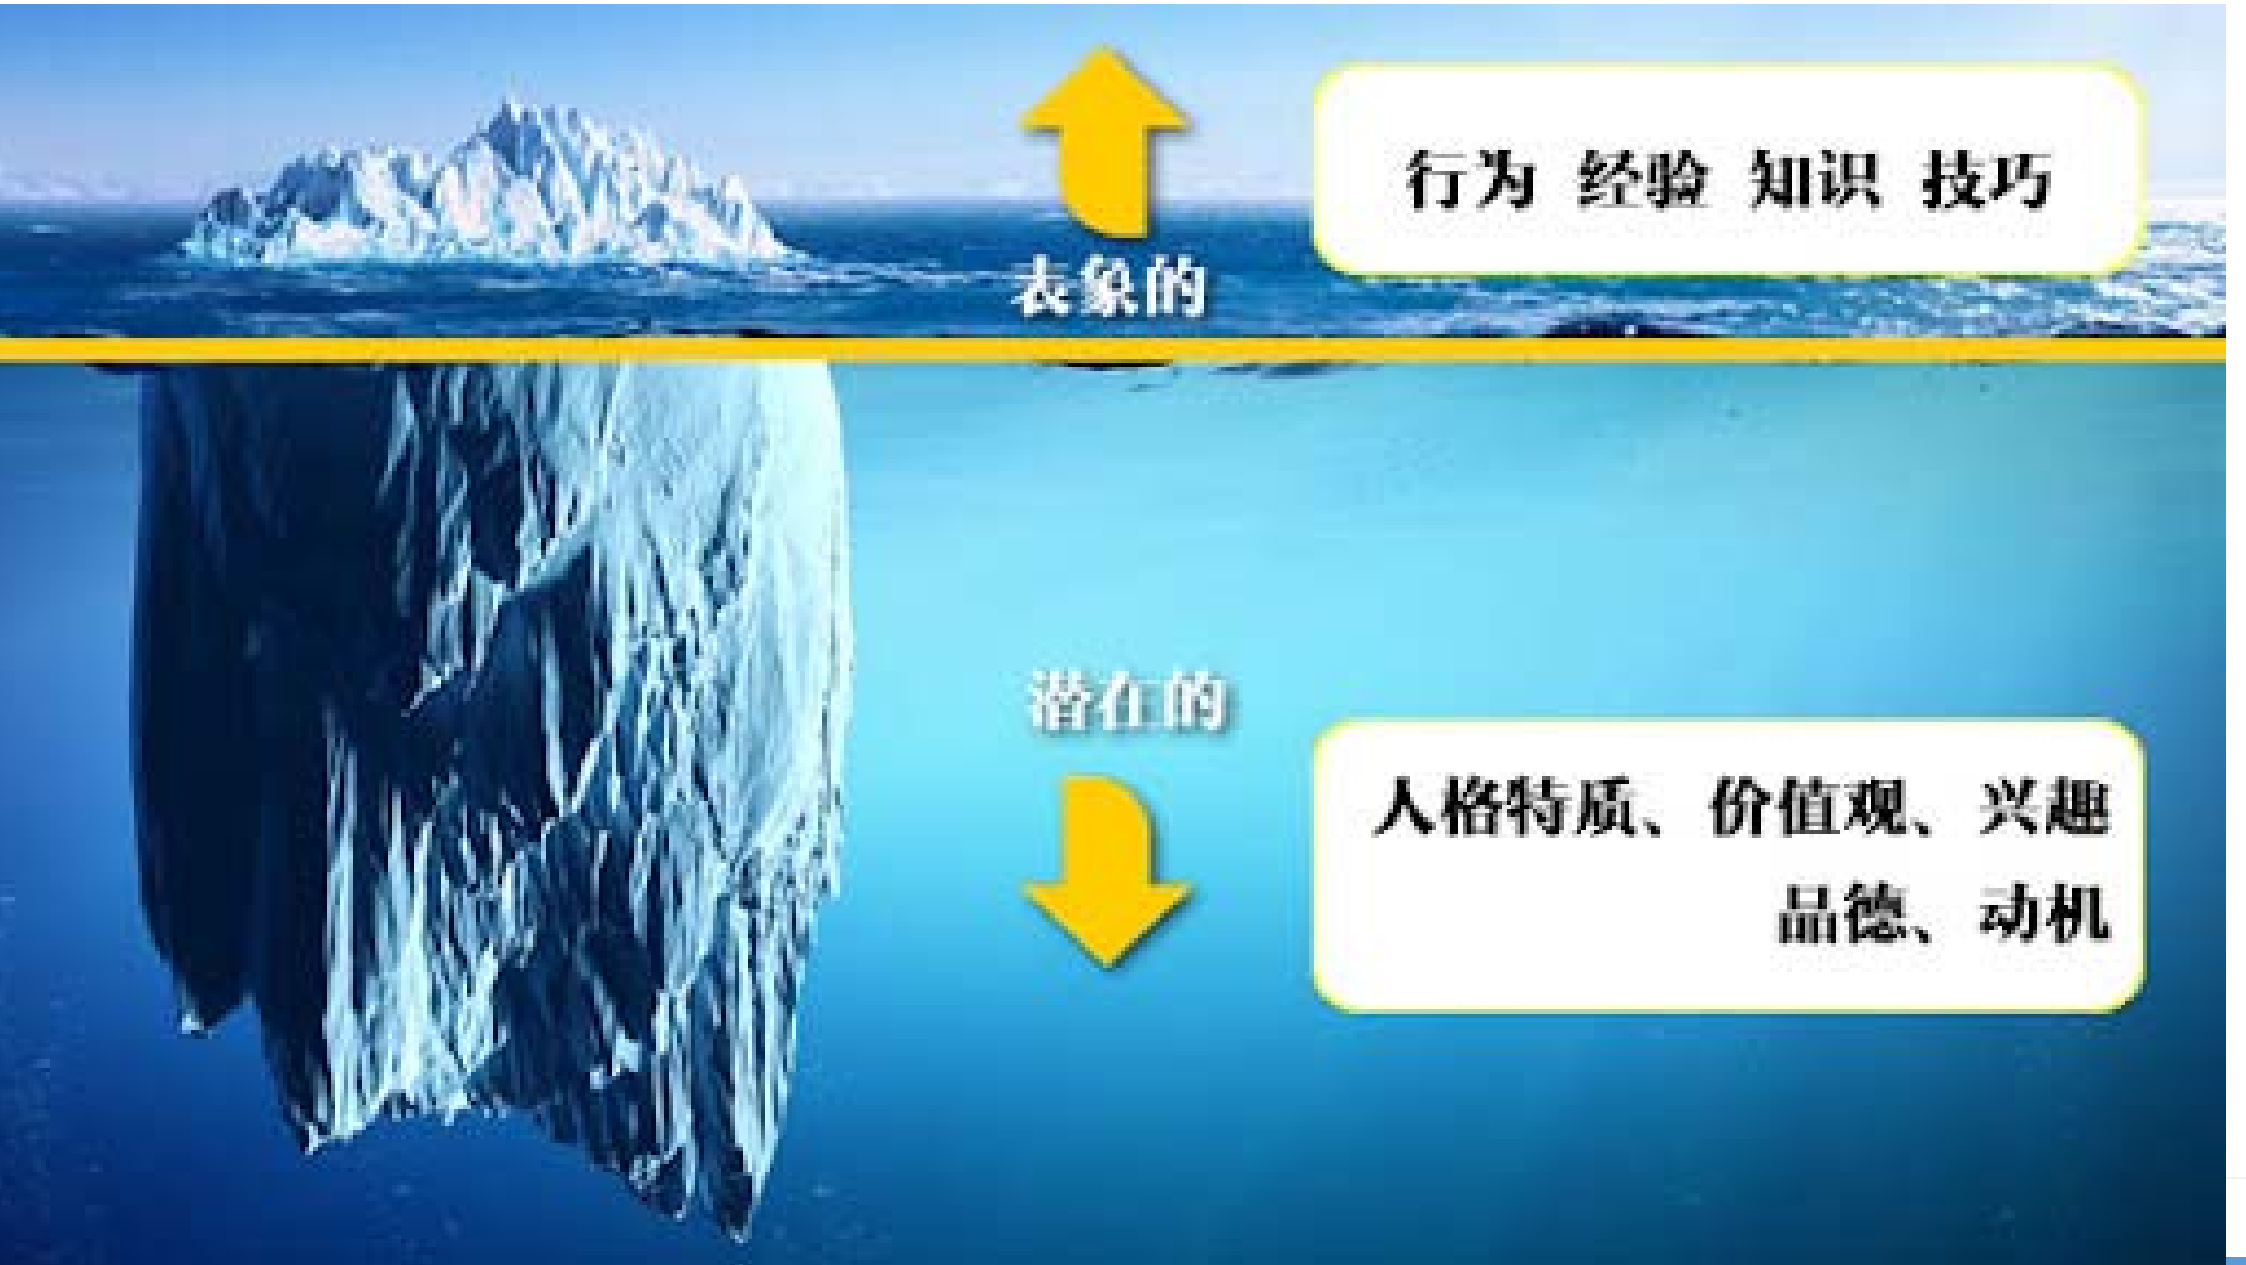 行为 经验 知识 技巧
表象的
潜在的
人格特质、价值观、兴趣
品德、动机